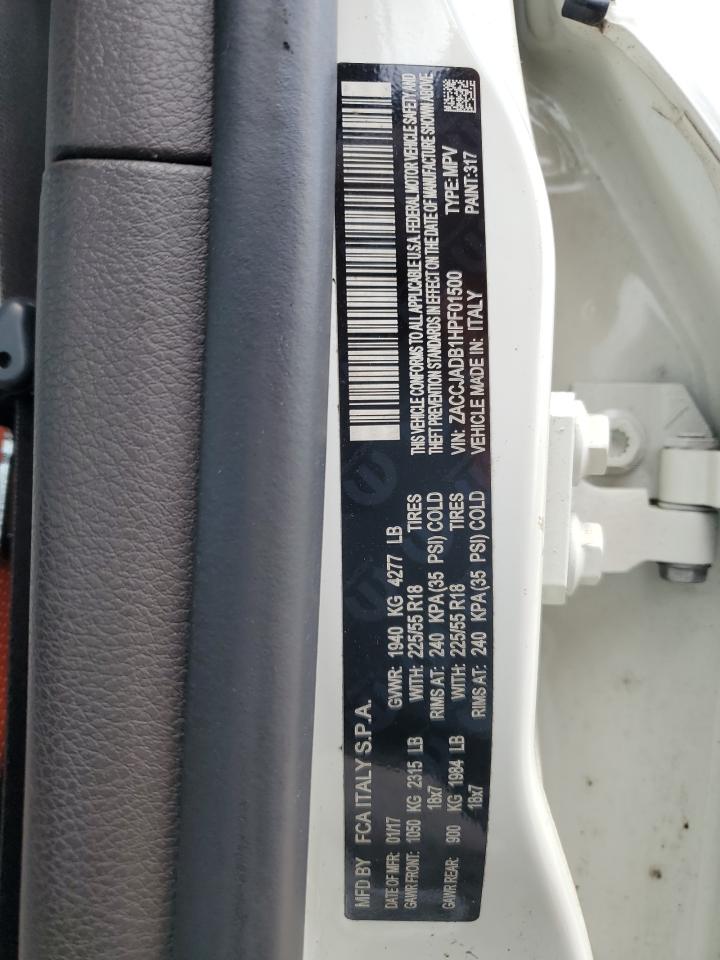 MFD BY FCA ITALY S.P.A.
DATE OF MFR: 01/17 GVWR: 1940 KG 4277 LB
GAWR FRONT: 1050 KG 2315 LB WITH: 225/55 R18 TIRES
18x7 RIMS AT: 240 KPA(35 PSI) COLD
GAWR REAR: 900 KG 1984 LB WITH: 225/55 R18 TIRES
18x7 RIMS AT: 240 KPA(35 PSI) COLD
THIS VEHICLE CONFORMS TO ALL APPLICABLE U.S.A. FEDERAL MOTOR VEHICLE SAFETY AND
THEFT PREVENTION STANDARDS IN EFFECT ON THE DATE OF MANUFACTURE SHOWN ABOVE.
VIN: ZACCJADB1HPF01500 TYPE: MPV
VEHICLE MADE IN: ITALY PAINT:317